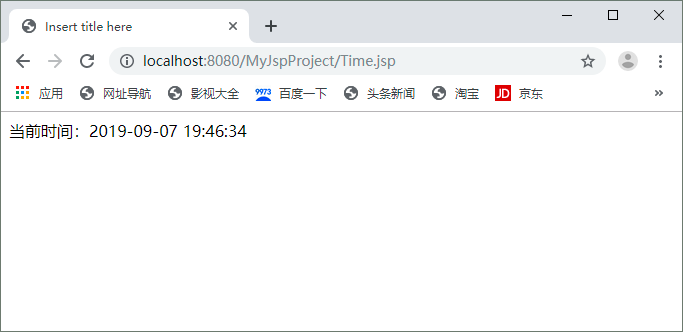 Insert title here
localhost:8080/MyJspProject/Time.jsp
应用 网址导航 影视大全 9973 百度一下 头条新闻 淘宝 JD 京东
当前时间：2019-09-07 19:46:34